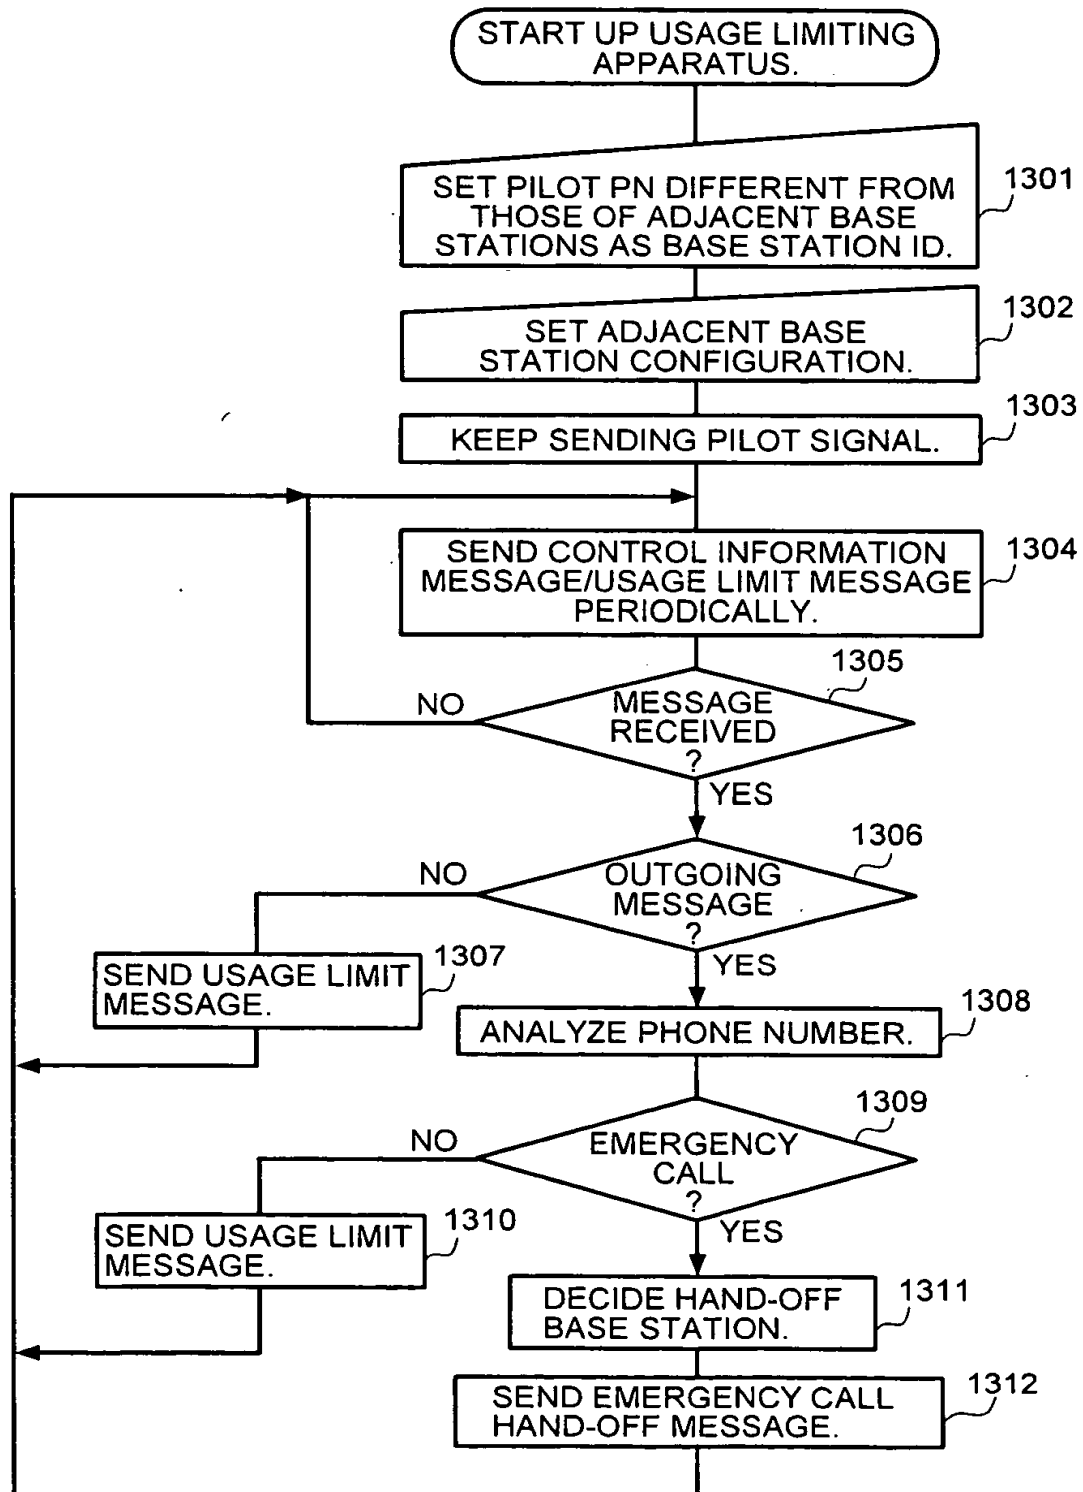 START UP USAGE LIMITING
APPARATUS.
1301
SET PILOT PN DIFFERENT FROM
THOSE OF ADJACENT BASE
STATIONS AS BASE STATION ID.
1302
SET ADJACENT BASE
STATION CONFIGURATION.
1303
KEEP SENDING PILOT SIGNAL.
1304
SEND CONTROL INFORMATION
MESSAGE/USAGE LIMIT MESSAGE
PERIODICALLY.
1305
NO
MESSAGE
RECEIVED
?
YES
1306
NO
OUTGOING
MESSAGE
?
YES
1307
SEND USAGE LIMIT
MESSAGE.
1308
ANALYZE PHONE NUMBER.
1309
NO
EMERGENCY
CALL
?
YES
1310
SEND USAGE LIMIT
MESSAGE.
1311
DECIDE HAND-OFF
BASE STATION.
1312
SEND EMERGENCY CALL
HAND-OFF MESSAGE.